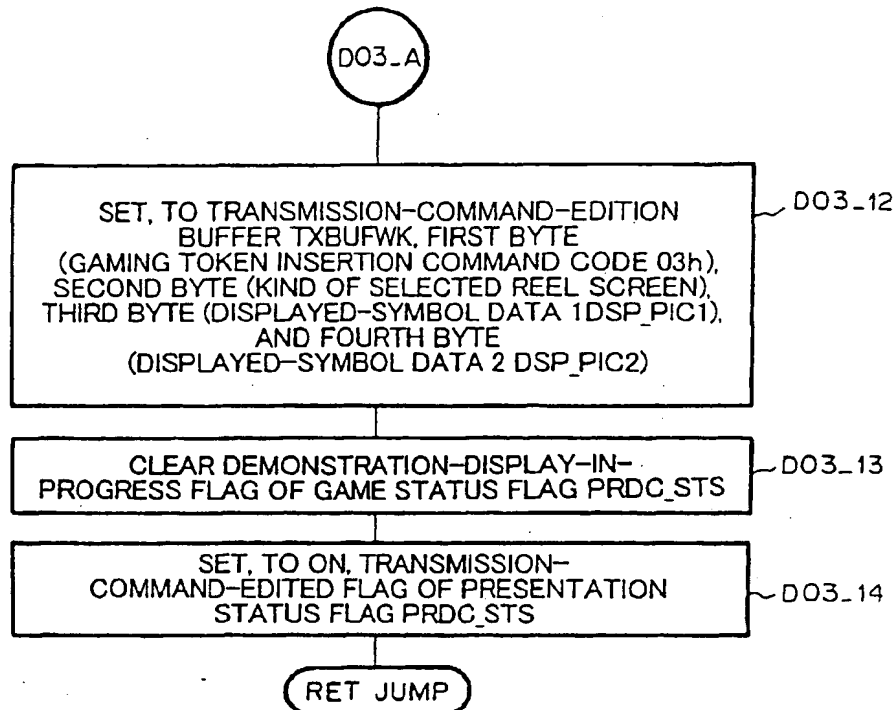 D03_A
SET, TO TRANSMISSION-COMMAND-EDITION
BUFFER TXBUFWK, FIRST BYTE
(GAMING TOKEN INSERTION COMMAND CODE 03h),
SECOND BYTE (KIND OF SELECTED REEL SCREEN),
THIRD BYTE (DISPLAYED-SYMBOL DATA 1DSP_PIC1),
AND FOURTH BYTE
(DISPLAYED-SYMBOL DATA 2 DSP_PIC2)
D03_12
CLEAR DEMONSTRATION-DISPLAY-IN-
PROGRESS FLAG OF GAME STATUS FLAG PRDC_STS
D03_13
SET, TO ON, TRANSMISSION-
COMMAND-EDITED FLAG OF PRESENTATION
STATUS FLAG PRDC_STS
D03_14
RET JUMP